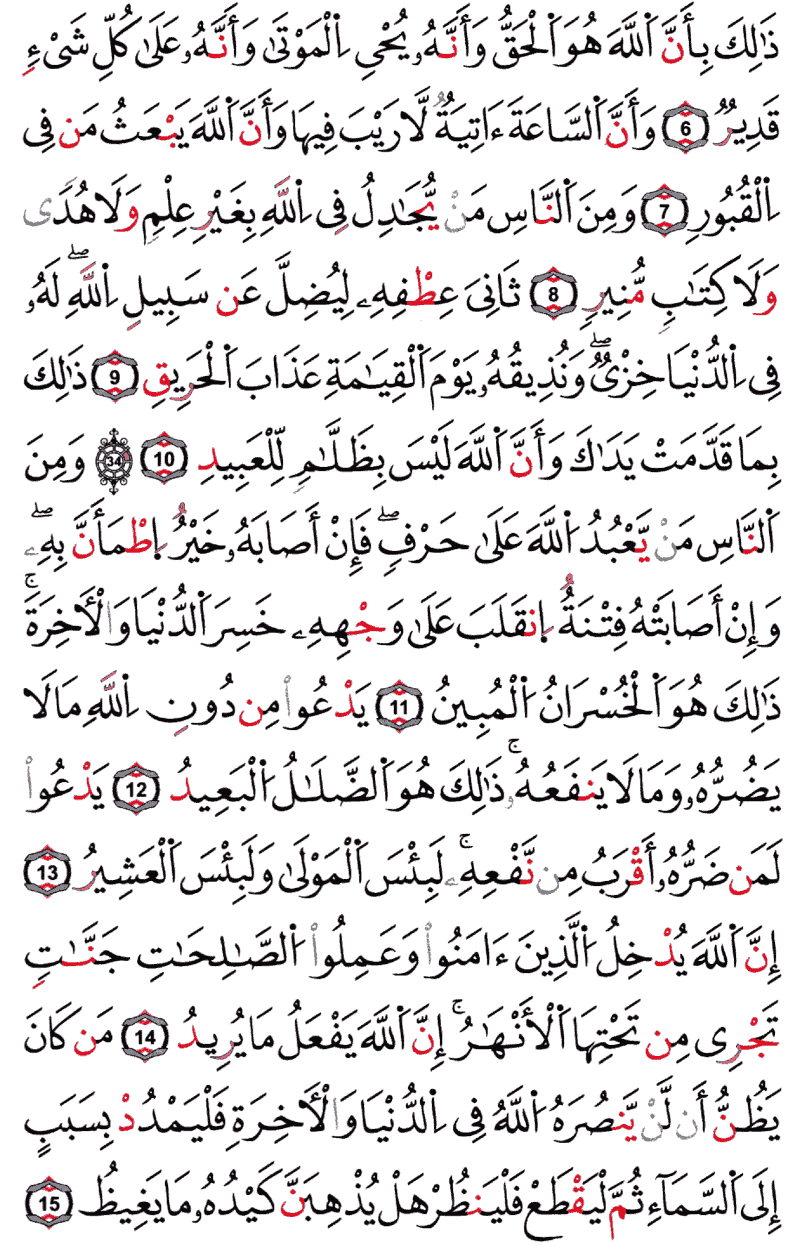 ذَٰلِكَ بِأَنَّ ٱللَّهَ هُوَ ٱلْحَقُّ وَأَنَّهُۥ يُحْيِ ٱلْمَوْتَىٰ وَأَنَّهُۥ عَلَىٰ كُلِّ شَىْءٍ
قَدِيرٌ 6 وَأَنَّ ٱلسَّاعَةَ ءَاتِيَةٌ لَّا رَيْبَ فِيهَا وَأَنَّ ٱللَّهَ يَبْعَثُ مَن فِى
ٱلْقُبُورِ 7 وَمِنَ ٱلنَّاسِ مَنْ يُّجَٰدِلُ فِى ٱللَّهِ بِغَيْرِ عِلْمٍ وَلَا هُدًى
وَلَا كِتَٰبٍ مُّنِيرٍ 8 ثَانِىَ عِطْفِهِۦ لِيُضِلَّ عَن سَبِيلِ ٱللَّهِ ۖ لَهُۥ
فِى ٱلدُّنْيَا خِزْىٌ ۖ وَنُذِيقُهُۥ يَوْمَ ٱلْقِيَٰمَةِ عَذَابَ ٱلْحَرِيقِ 9 ذَٰلِكَ
بِمَا قَدَّمَتْ يَدَاكَ وَأَنَّ ٱللَّهَ لَيْسَ بِظَلَّٰمٍ لِّلْعَبِيدِ 10 34 وَمِنَ
ٱلنَّاسِ مَنْ يَّعْبُدُ ٱللَّهَ عَلَىٰ حَرْفٍ ۖ فَإِنْ أَصَابَهُۥ خَيْرٌ ٱِطْمَأَنَّ بِهِۦ ۖ
وَإِنْ أَصَابَتْهُ فِتْنَةٌ ٱِنقَلَبَ عَلَىٰ وَجْهِهِۦ خَسِرَ ٱلدُّنْيَا وَٱلْأَخِرَةَ ۚ
ذَٰلِكَ هُوَ ٱلْخُسْرَانُ ٱلْمُبِينُ 11 يَدْعُوا۟ مِن دُونِ ٱللَّهِ مَا لَا
يَضُرُّهُۥ وَمَا لَا يَنفَعُهُۥ ۚ ذَٰلِكَ هُوَ ٱلضَّلَٰلُ ٱلْبَعِيدُ 12 يَدْعُوا۟
لَمَن ضَرُّهُۥ أَقْرَبُ مِن نَّفْعِهِۦ ۚ لَبِئْسَ ٱلْمَوْلَىٰ وَلَبِئْسَ ٱلْعَشِيرُ 13
إِنَّ ٱللَّهَ يُدْخِلُ ٱلَّذِينَ ءَامَنُوا۟ وَعَمِلُوا۟ ٱلصَّٰلِحَٰتِ جَنَّٰتٍ
تَجْرِى مِن تَحْتِهَا ٱلْأَنْهَٰرُ ۚ إِنَّ ٱللَّهَ يَفْعَلُ مَا يُرِيدُ 14 مَن كَانَ
يَظُنُّ أَن لَّنْ يَّنصُرَهُ ٱللَّهُ فِى ٱلدُّنْيَا وَٱلْأَخِرَةِ فَلْيَمْدُدْ بِسَبَبٍ
إِلَى ٱلسَّمَآءِ ثُمَّ لْيَقْطَعْ فَلْيَنظُرْ هَلْ يُذْهِبَنَّ كَيْدُهُۥ مَا يَغِيظُ 15